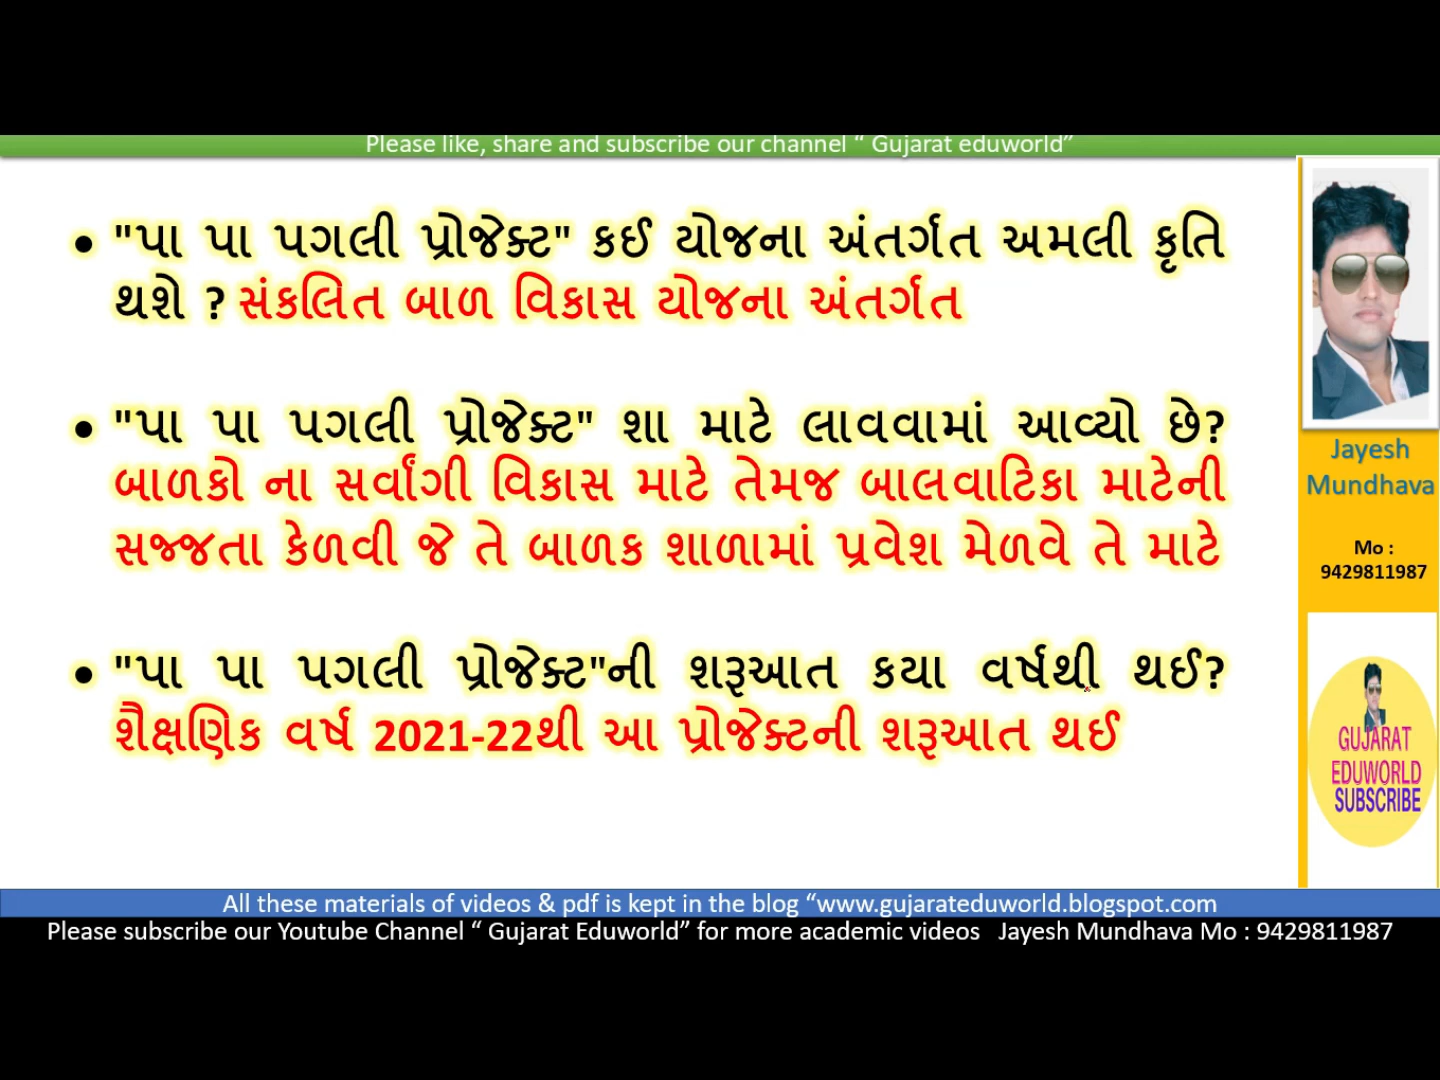 Please like, share and subscribe our channel “ Gujarat eduworld”
• "પા પા પગલી પ્રોજેક્ટ" કઈ યોજના અંતર્ગત અમલી કૃતિ
થશે ? સંકલિત બાળ વિકાસ યોજના અંતર્ગત
• "પા પા પગલી પ્રોજેક્ટ" શા માટે લાવવામાં આવ્યો છે?
બાળકો ના સર્વાંગી વિકાસ માટે તેમજ બાલવાટિકા માટેની
સજ્જતા કેળવી જે તે બાળક શાળામાં પ્રવેશ મેળવે તે માટે
• "પા પા પગલી પ્રોજેક્ટ"ની શરૂઆત કયા વર્ષથી થઈ?
શૈક્ષણિક વર્ષ 2021-22થી આ પ્રોજેક્ટની શરૂઆત થઈ
Jayesh
Mundhava
Mo :
9429811987
GUJARAT
EDUWORLD
SUBSCRIBE
All these materials of videos & pdf is kept in the blog “www.gujarateduworld.blogspot.com
Please subscribe our Youtube Channel “ Gujarat Eduworld” for more academic videos Jayesh Mundhava Mo : 9429811987